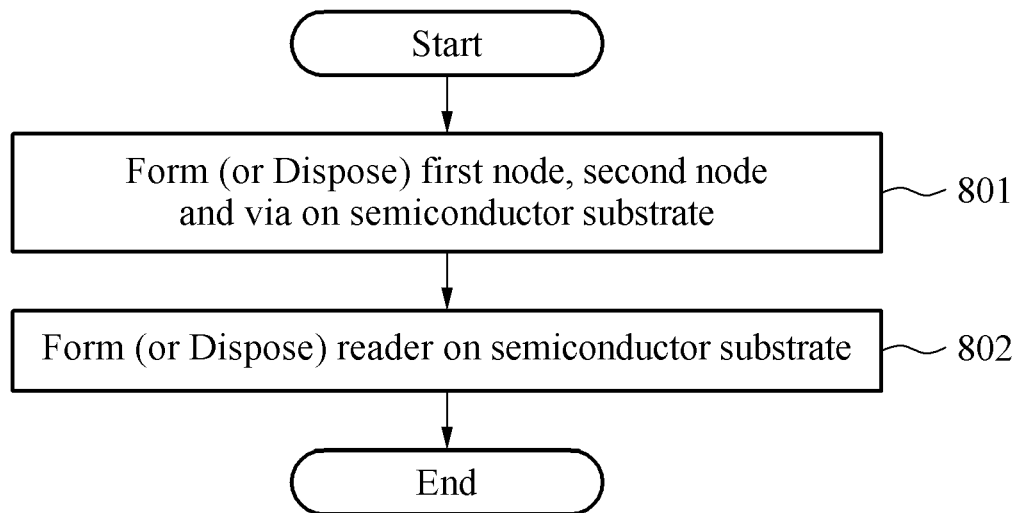 Start
Form (or Dispose) first node, second node
and via on semiconductor substrate
801
Form (or Dispose) reader on semiconductor substrate
802
End